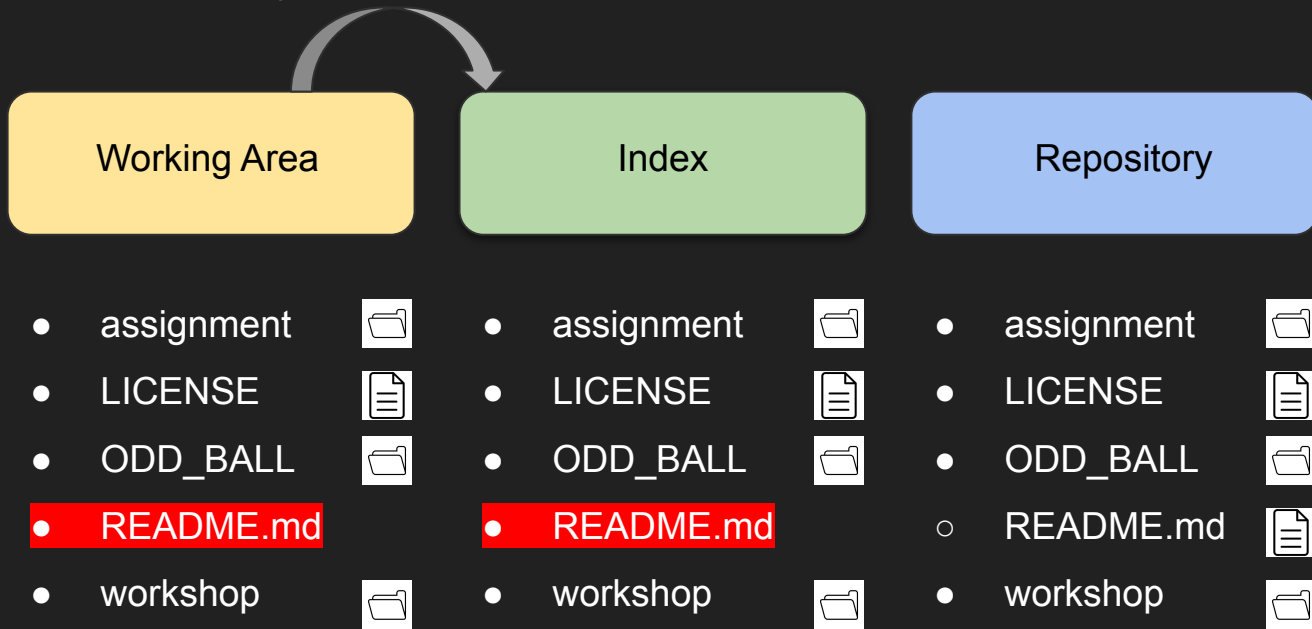 Working Area Index Repository
assignment assignment assignment
LICENSE LICENSE LICENSE
ODD_BALL ODD_BALL ODD_BALL
README.md README.md README.md
workshop workshop workshop